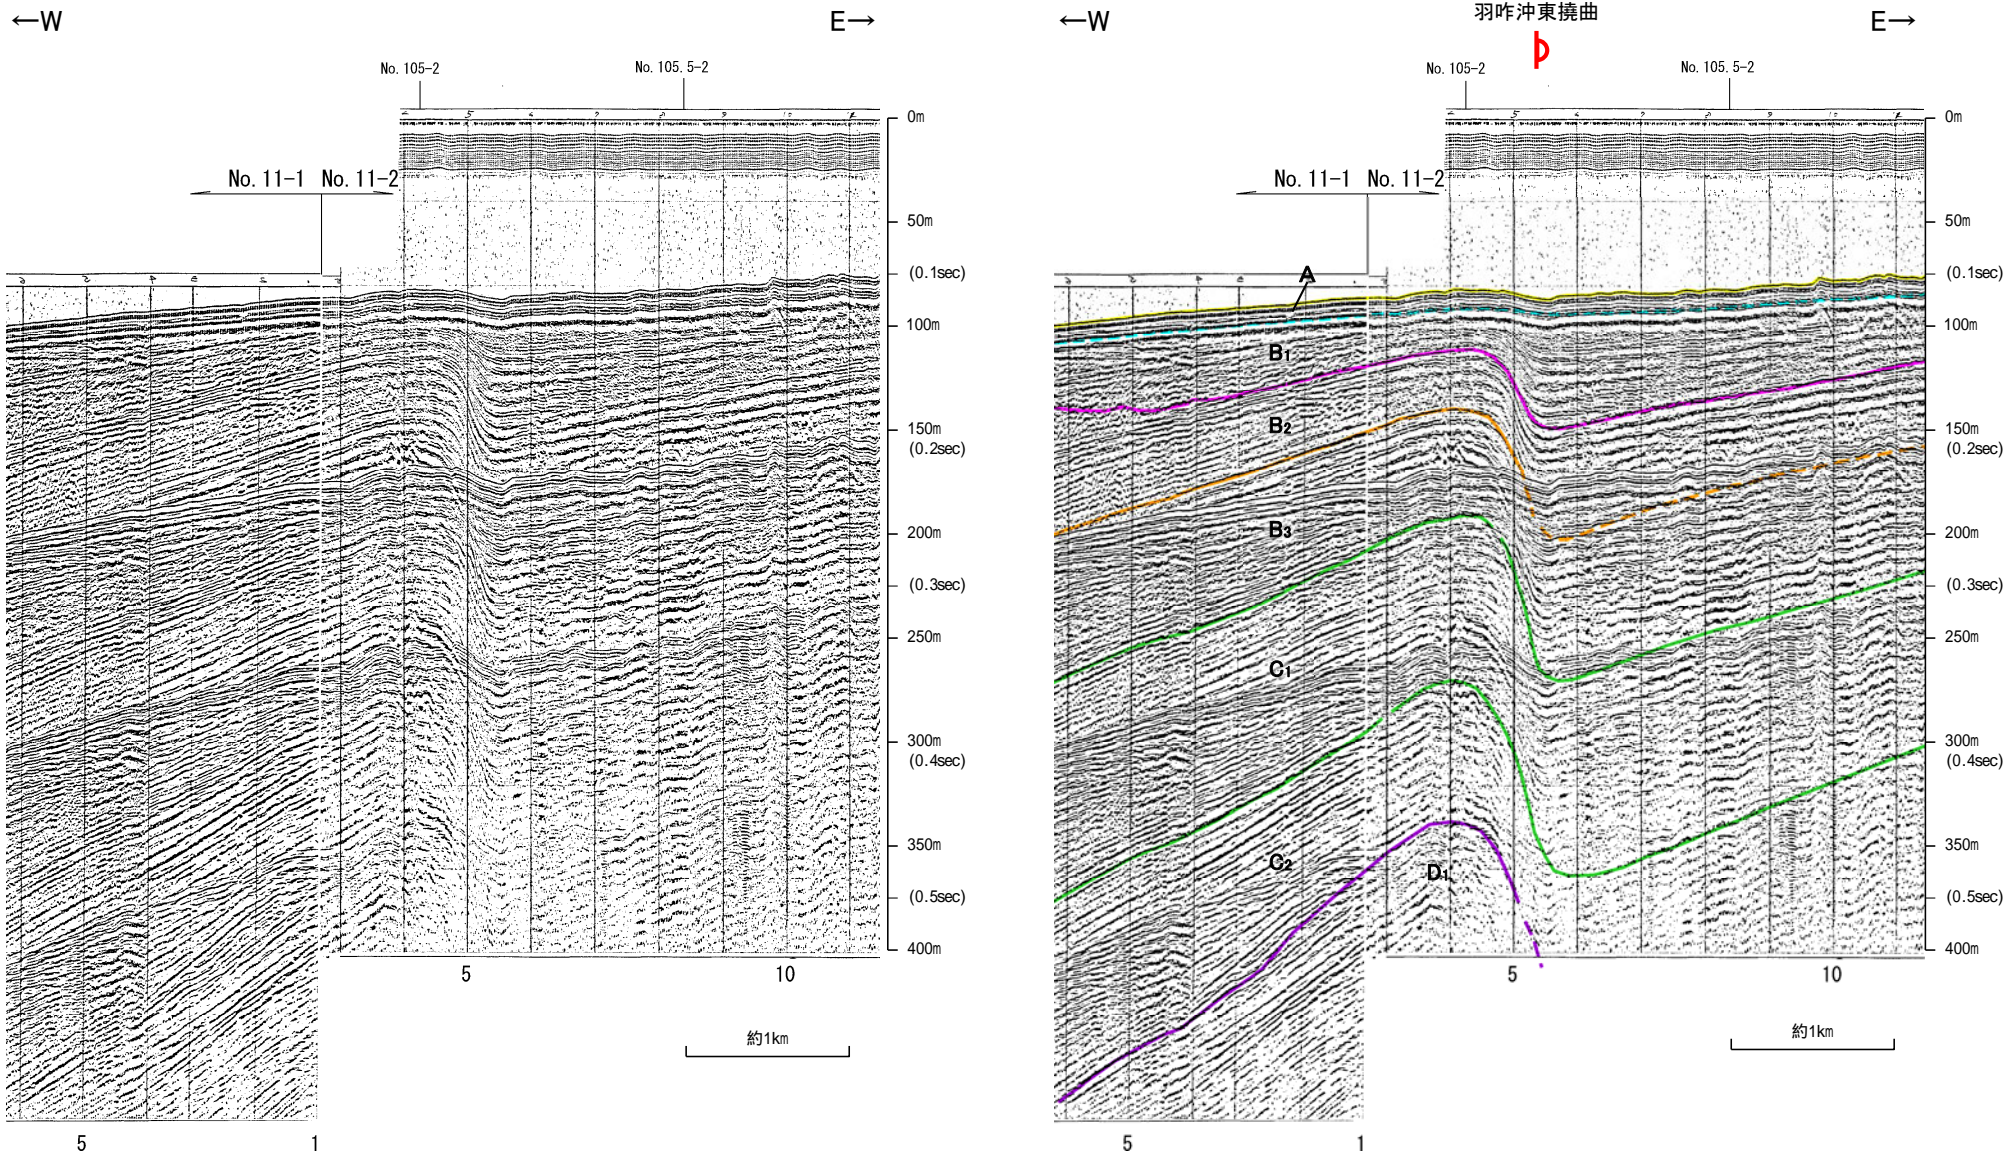 ←W
E→
No. 105-2
No. 105. 5-2
No. 11-1
No. 11-2
0m
50m
(0.1sec)
100m
150m
(0.2sec)
200m
(0.3sec)
250m
300m
(0.4sec)
350m
(0.5sec)
400m
5
10
約1km
5
1
←W
羽咋沖東撓曲
E→
No. 105-2
No. 105. 5-2
No. 11-1
No. 11-2
A
B1
B2
B3
C1
C2
D1
0m
50m
(0.1sec)
100m
150m
(0.2sec)
200m
(0.3sec)
250m
300m
(0.4sec)
350m
(0.5sec)
400m
5
10
約1km
5
1